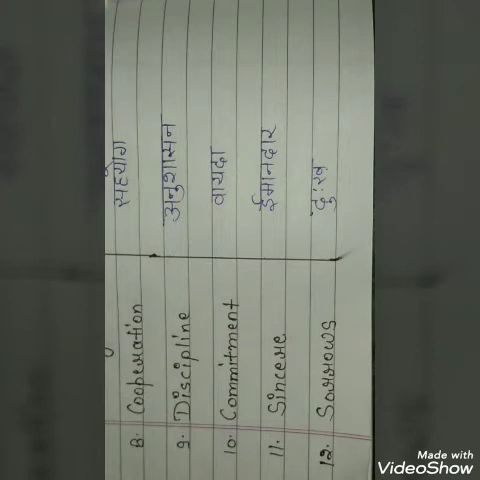 8. Cooperation सहयोग
9. Discipline अनुशासन
10. Commitment वायदा
11. Sincere ईमानदार
12. Sorrows दुःख
Made with
VideoShow